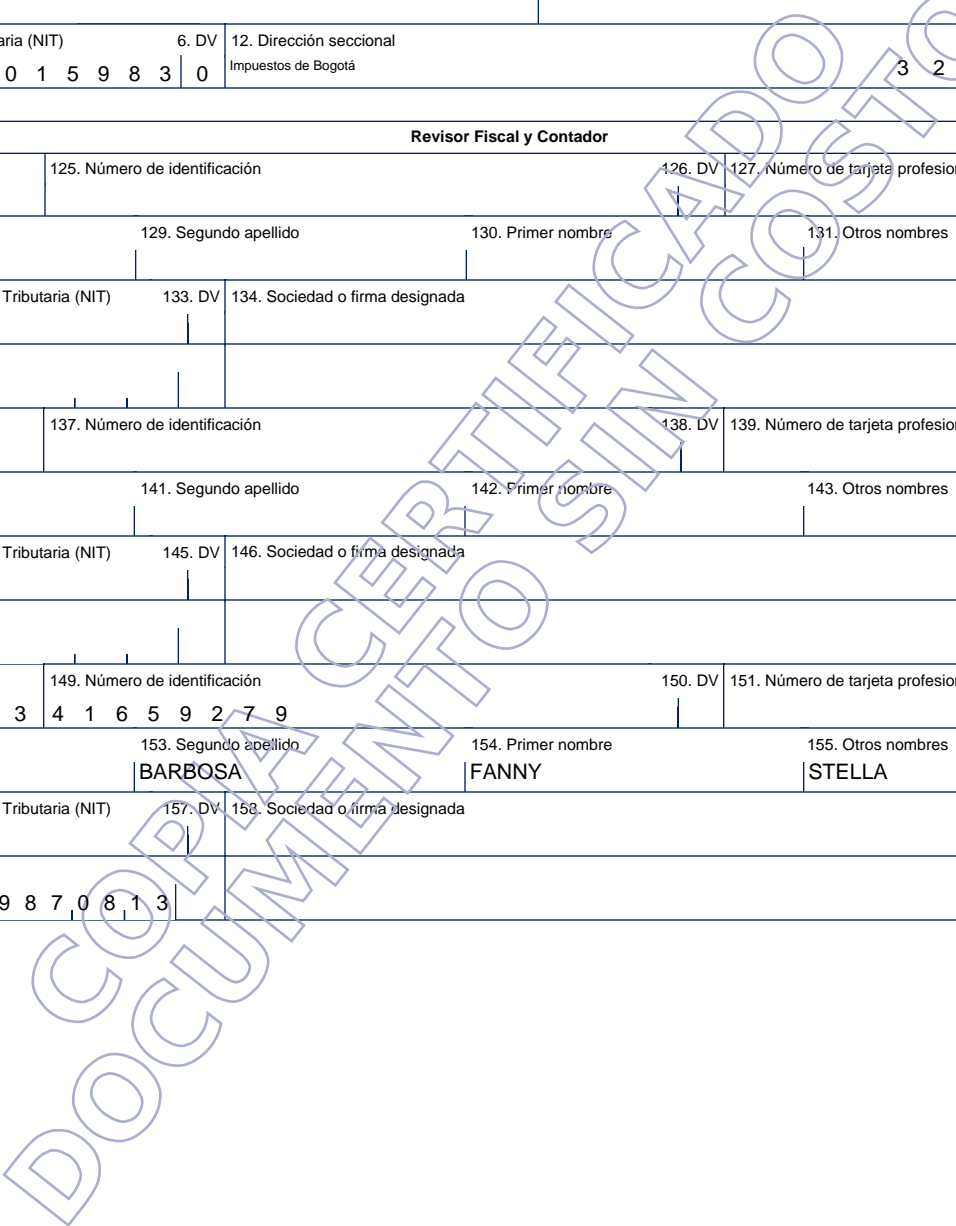 aria (NIT) 6. DV 12. Dirección seccional
0 1 5 9 8 3 0 Impuestos de Bogotá 3 2
Revisor Fiscal y Contador
125. Número de identificación 126. DV 127. Número de tarjeta profesion
129. Segundo apellido 130. Primer nombre 131. Otros nombres
Tributaria (NIT) 133. DV 134. Sociedad o firma designada
137. Número de identificación 138. DV 139. Número de tarjeta profesion
141. Segundo apellido 142. Primer nombre 143. Otros nombres
Tributaria (NIT) 145. DV 146. Sociedad o firma designada
149. Número de identificación 150. DV 151. Número de tarjeta profesion
3 4 1 6 5 9 2 7 9
153. Segundo apellido 154. Primer nombre 155. Otros nombres
BARBOSA FANNY STELLA
Tributaria (NIT) 157. DV 158. Sociedad o firma designada
9 8 7 0 8 1 3
COPIA CERTIFICADO
DOCUMENTO SIN COSTO